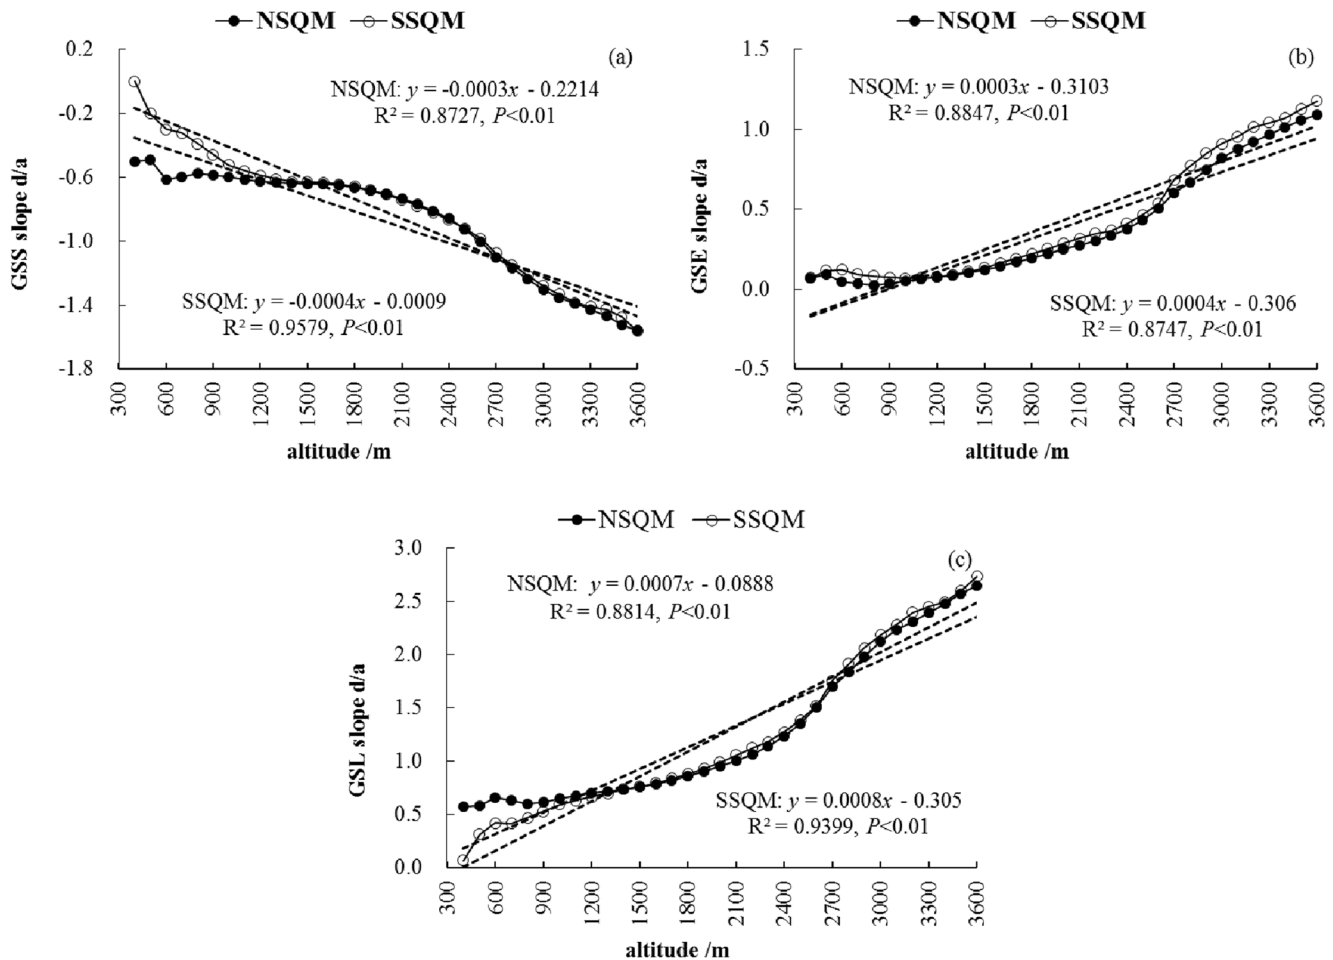 NSQM SSQM
(a)
0.2
-0.2
-0.6
-1.0
-1.4
-1.8
GSS slope d/a
NSQM: y = -0.0003x - 0.2214
R² = 0.8727, P<0.01
SSQM: y = -0.0004x - 0.0009
R² = 0.9579, P<0.01
300 600 900 1200 1500 1800 2100 2400 2700 3000 3300 3600
altitude /m
NSQM SSQM
(b)
1.5
1.0
0.5
0.0
-0.5
GSE slope d/a
NSQM: y = 0.0003x - 0.3103
R² = 0.8847, P<0.01
SSQM: y = 0.0004x - 0.306
R² = 0.8747, P<0.01
300 600 900 1200 1500 1800 2100 2400 2700 3000 3300 3600
altitude /m
NSQM SSQM
(c)
3.0
2.5
2.0
1.5
1.0
0.5
0.0
GSL slope d/a
NSQM: y = 0.0007x - 0.0888
R² = 0.8814, P<0.01
SSQM: y = 0.0008x - 0.305
R² = 0.9399, P<0.01
300 600 900 1200 1500 1800 2100 2400 2700 3000 3300 3600
altitude /m